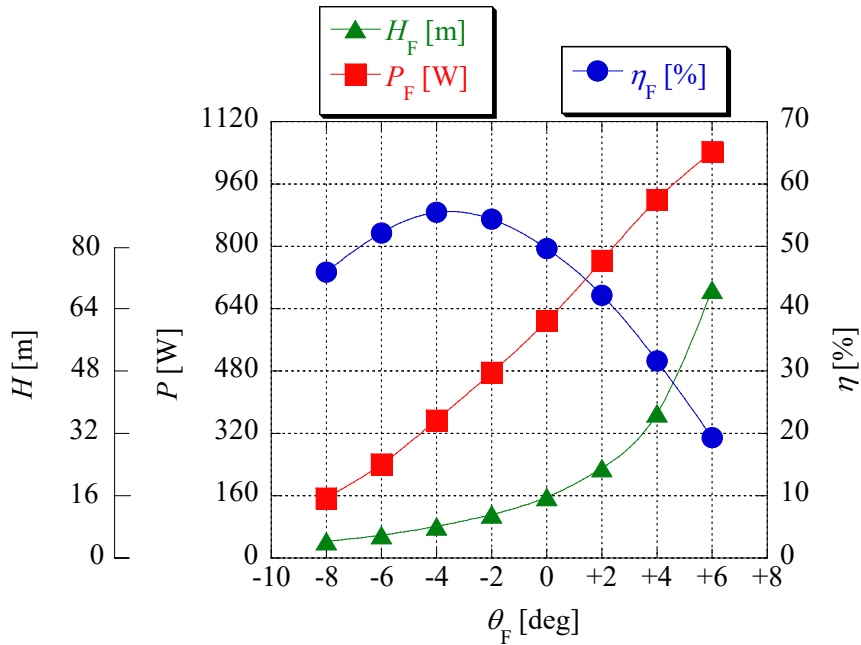 H_F [m]
P_F [W]
η_F [%]
1120
960
800
640
480
320
160
0
P [W]
80
64
48
32
16
0
H [m]
70
60
50
40
30
20
10
0
η [%]
-10 -8 -6 -4 -2 0 +2 +4 +6 +8
θ_F [deg]